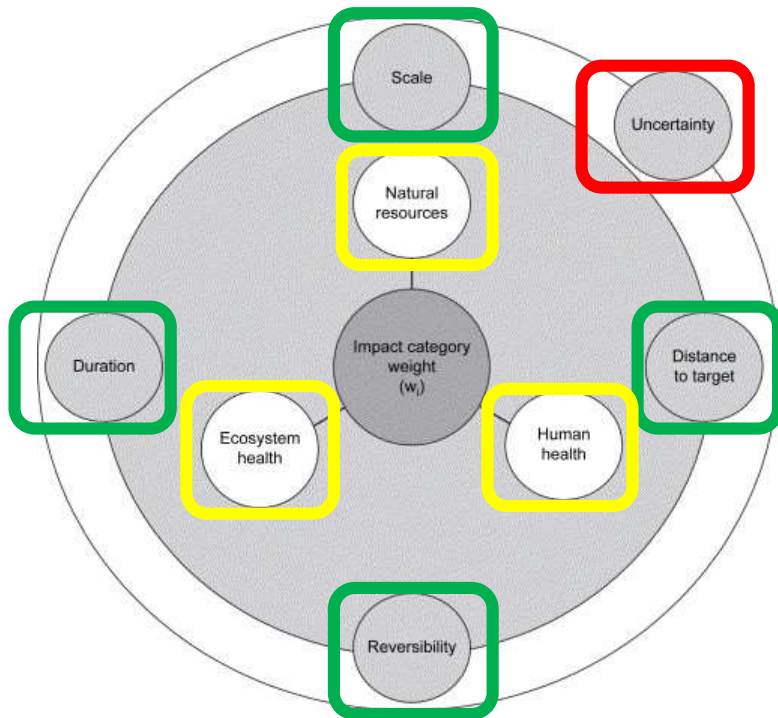 Scale
Uncertainty
Natural
resources
Duration
Impact category
weight
(wᵢ)
Distance
to target
Ecosystem
health
Human
health
Reversibility